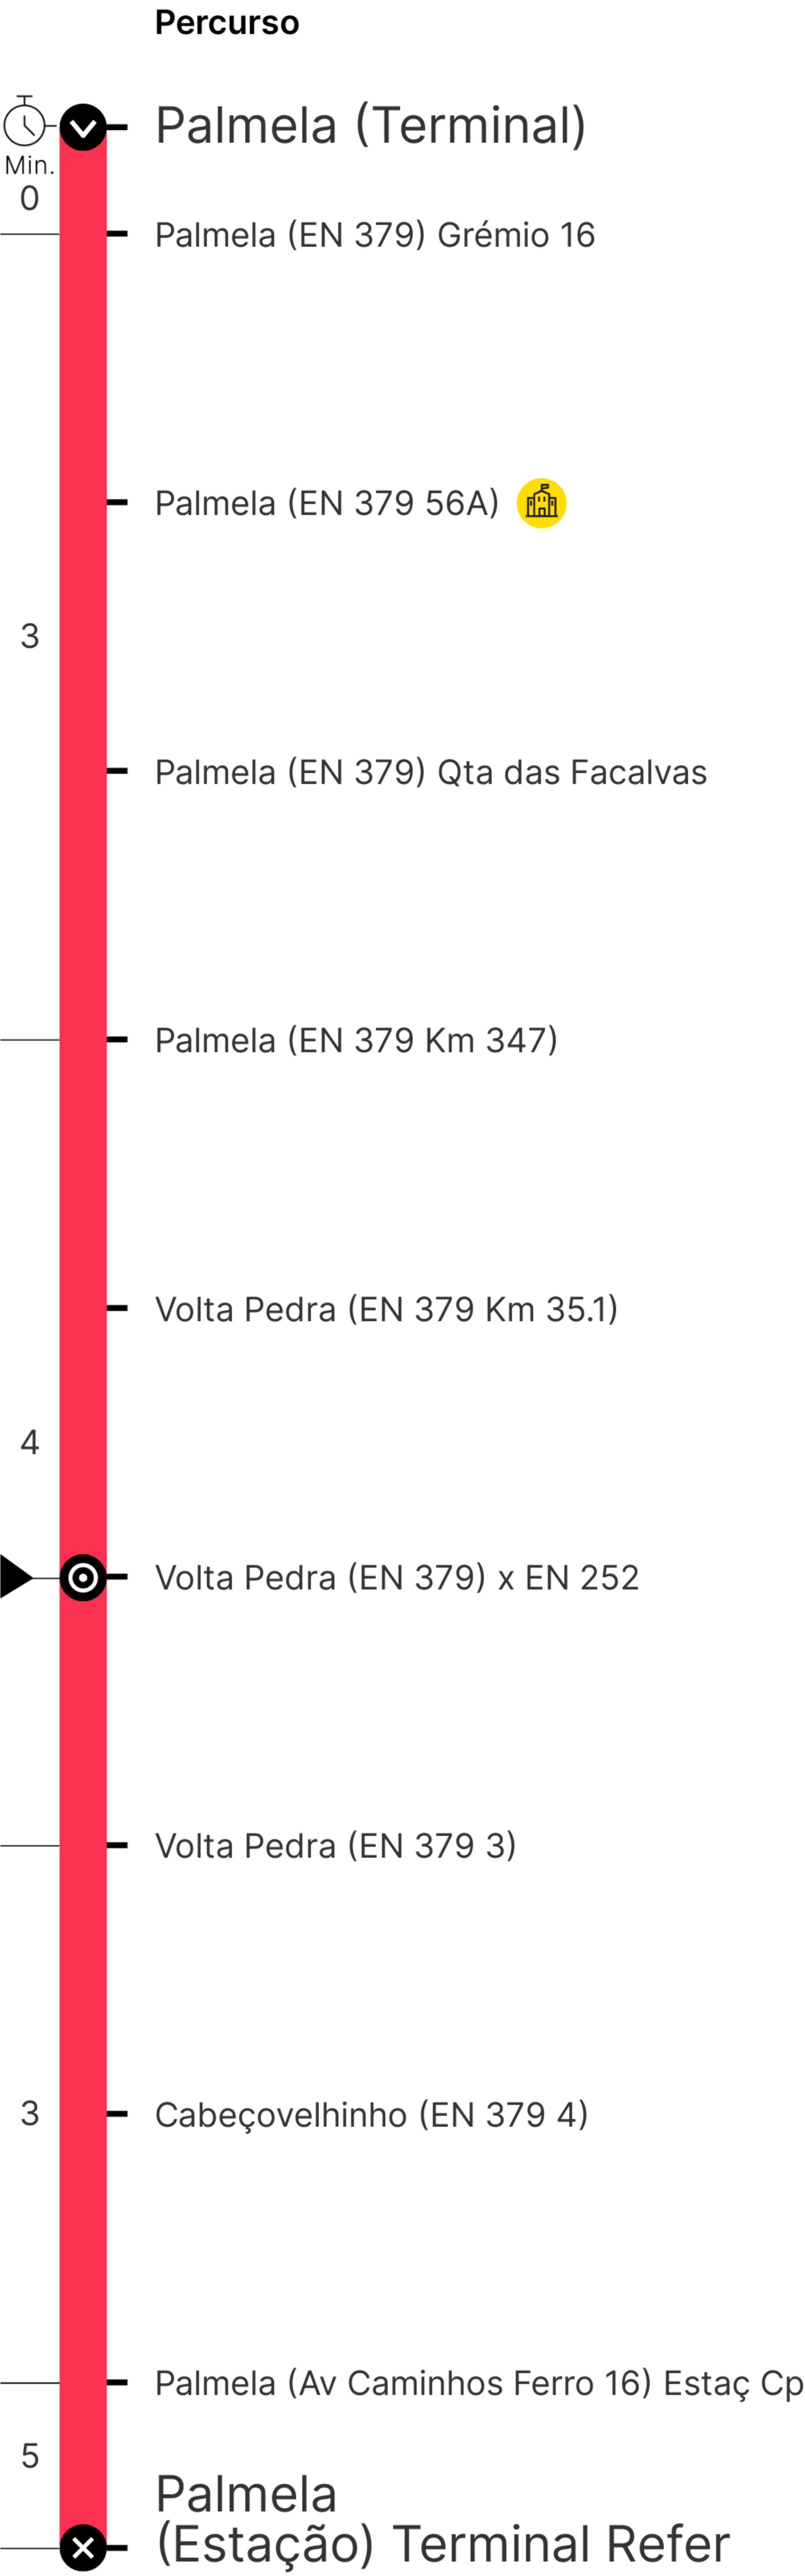 Percurso
Palmela (Terminal)
Min.
0
Palmela (EN 379) Grémio 16
Palmela (EN 379 56A)
3
Palmela (EN 379) Qta das Facalvas
Palmela (EN 379 Km 347)
Volta Pedra (EN 379 Km 35.1)
4
Volta Pedra (EN 379) x EN 252
Volta Pedra (EN 379 3)
3
Cabeçovelhinho (EN 379 4)
Palmela (Av Caminhos Ferro 16) Estaç Cp
5
Palmela
(Estação) Terminal Refer